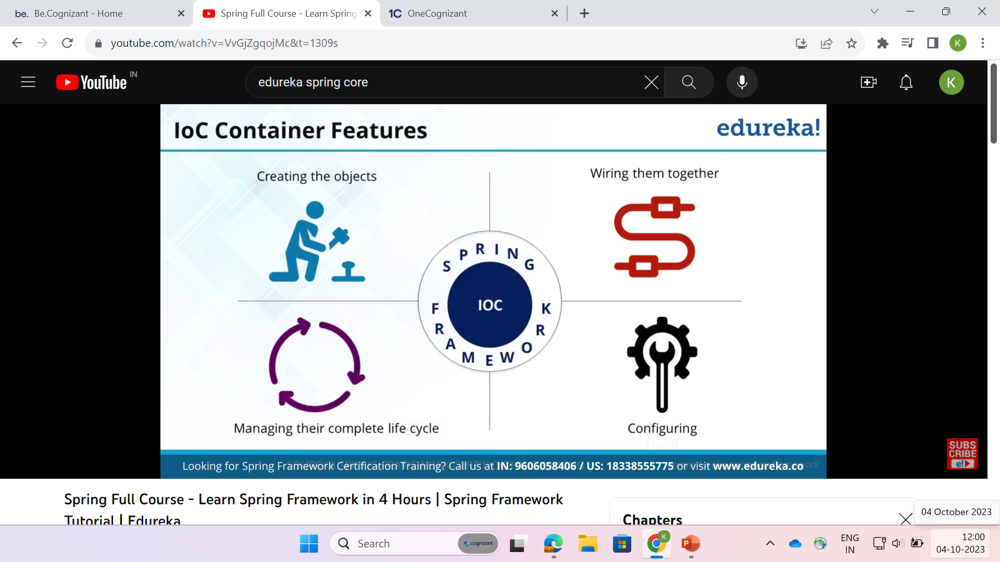 be. Be.Cognizant - Home
Spring Full Course - Learn Spring
1C OneCognizant
youtube.com/watch?v=VvGjZgqojMc&t=1309s
K
YouTube IN
edureka spring core
K
IoC Container Features
edureka!
Creating the objects
Wiring them together
SPRING
IOC
FRAMEWORK
Managing their complete life cycle
Configuring
them
SUBS
CRIBE
e!
Looking for Spring Framework Certification Training? Call us at IN: 9606058406 / US: 18338555775 or visit www.edureka.co
Spring Full Course - Learn Spring Framework in 4 Hours | Spring Framework
Tutorial | Edureka
Chapters
04 October 2023
Search
cognizant
K
P
ENG
IN
12:00
04-10-2023